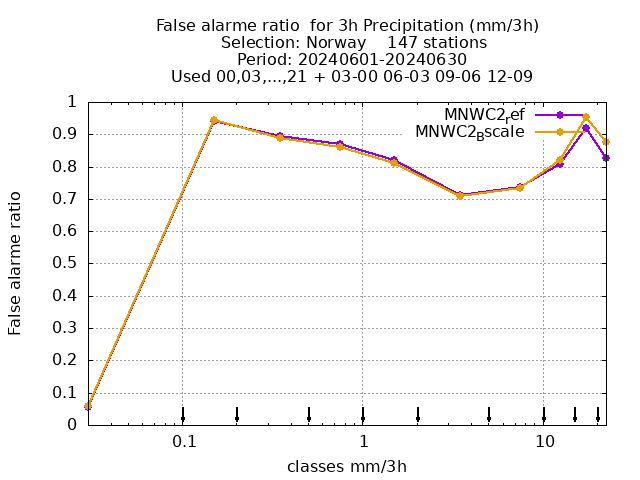 False alarme ratio  for 3h Precipitation (mm/3h)
Selection: Norway    147 stations
Period: 20240601-20240630
Used 00,03,...,21 + 03-00 06-03 09-06 12-09
MNWC2ref
MNWC2Bscale
1
0.9
0.8
0.7
0.6
0.5
0.4
0.3
0.2
0.1
0
False alarme ratio
0.1
1
10
classes mm/3h